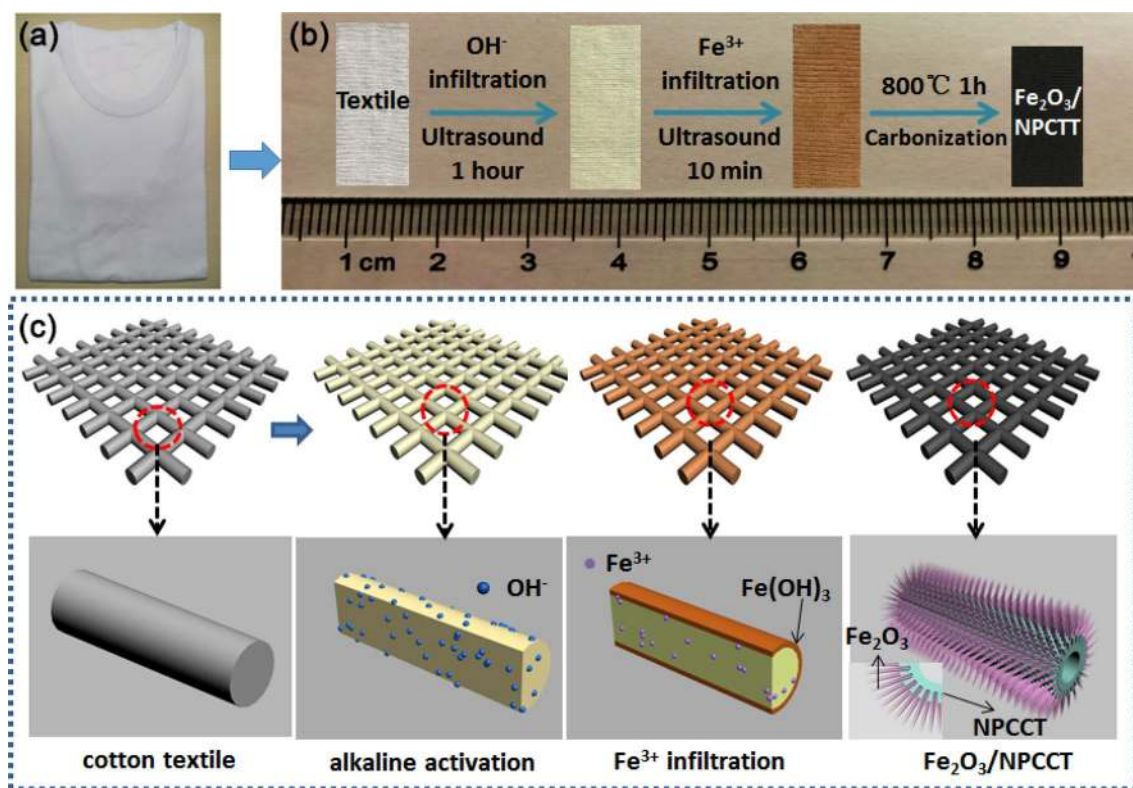 (a)
(b)
Textile
OH⁻
infiltration
Ultrasound
1 hour
Fe³⁺
infiltration
Ultrasound
10 min
800℃ 1h
Carbonization
Fe₂O₃/
NPCTT
1 cm 2 3 4 5 6 7 8 9
(c)
OH⁻
Fe³⁺
Fe(OH)₃
Fe₂O₃
NPCCT
cotton textile
alkaline activation
Fe³⁺ infiltration
Fe₂O₃/NPCCT